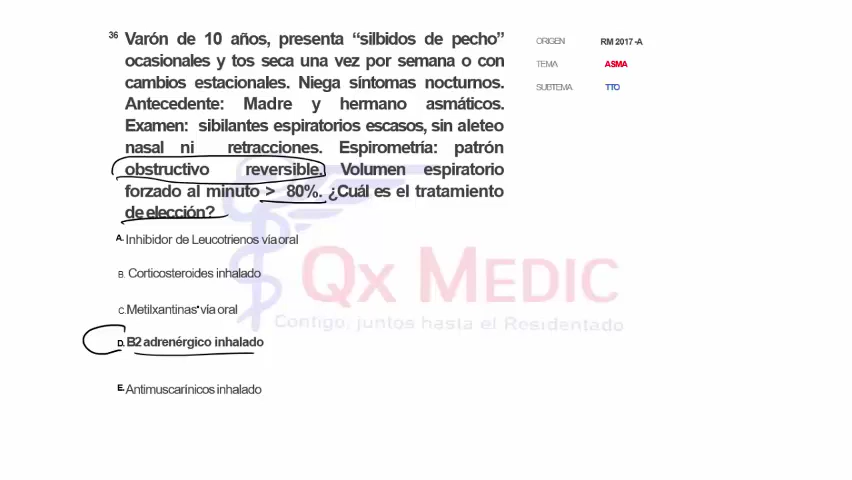 36 Varón de 10 años, presenta “silbidos de pecho”
ocasionales y tos seca una vez por semana o con
cambios estacionales. Niega síntomas nocturnos.
Antecedente: Madre y hermano asmáticos.
Examen: sibilantes espiratorios escasos, sin aleteo
nasal ni retracciones. Espirometría: patrón
obstructivo reversible. Volumen espiratorio
forzado al minuto > 80%. ¿Cuál es el tratamiento
de elección?
A. Inhibidor de Leucotrienos vía oral
B. Corticosteroides inhalado
C. Metilxantinas vía oral
D. B2 adrenérgico inhalado
E. Antimuscarínicos inhalado
ORIGEN RM 2017 -A
TEMA ASMA
SUBTEMA TTO
Qx MEDIC
Contigo, juntos hasta el Residentado